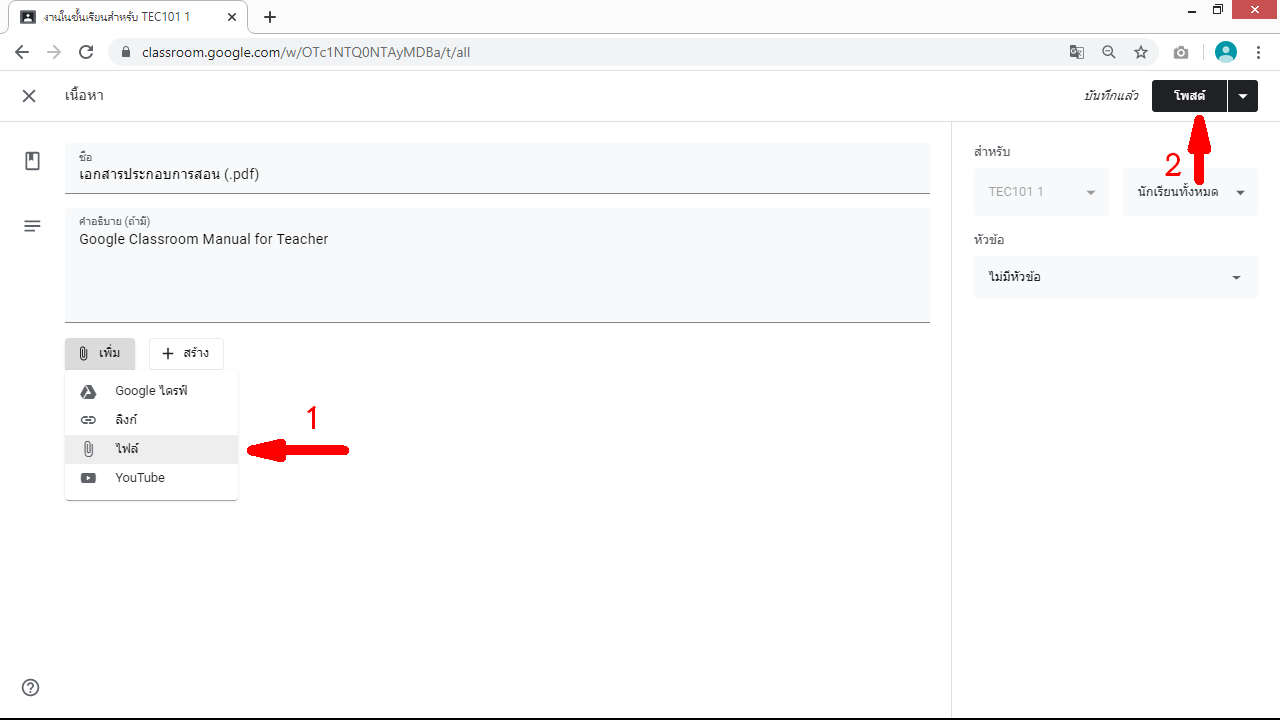 งานในชั้นเรียนสำหรับ TEC101 1
classroom.google.com/w/OTc1NTQ0NTAyMDBa/t/all
เนื้อหา
บันทึกแล้ว
โพสต์
ชื่อ
เอกสารประกอบการสอน (.pdf)
คำอธิบาย (ถ้ามี)
Google Classroom Manual for Teacher
เพิ่ม
สร้าง
Google ไดรฟ์
ลิงก์
ไฟล์
YouTube
1
2
สำหรับ
TEC101 1
นักเรียนทั้งหมด
หัวข้อ
ไม่มีหัวข้อ